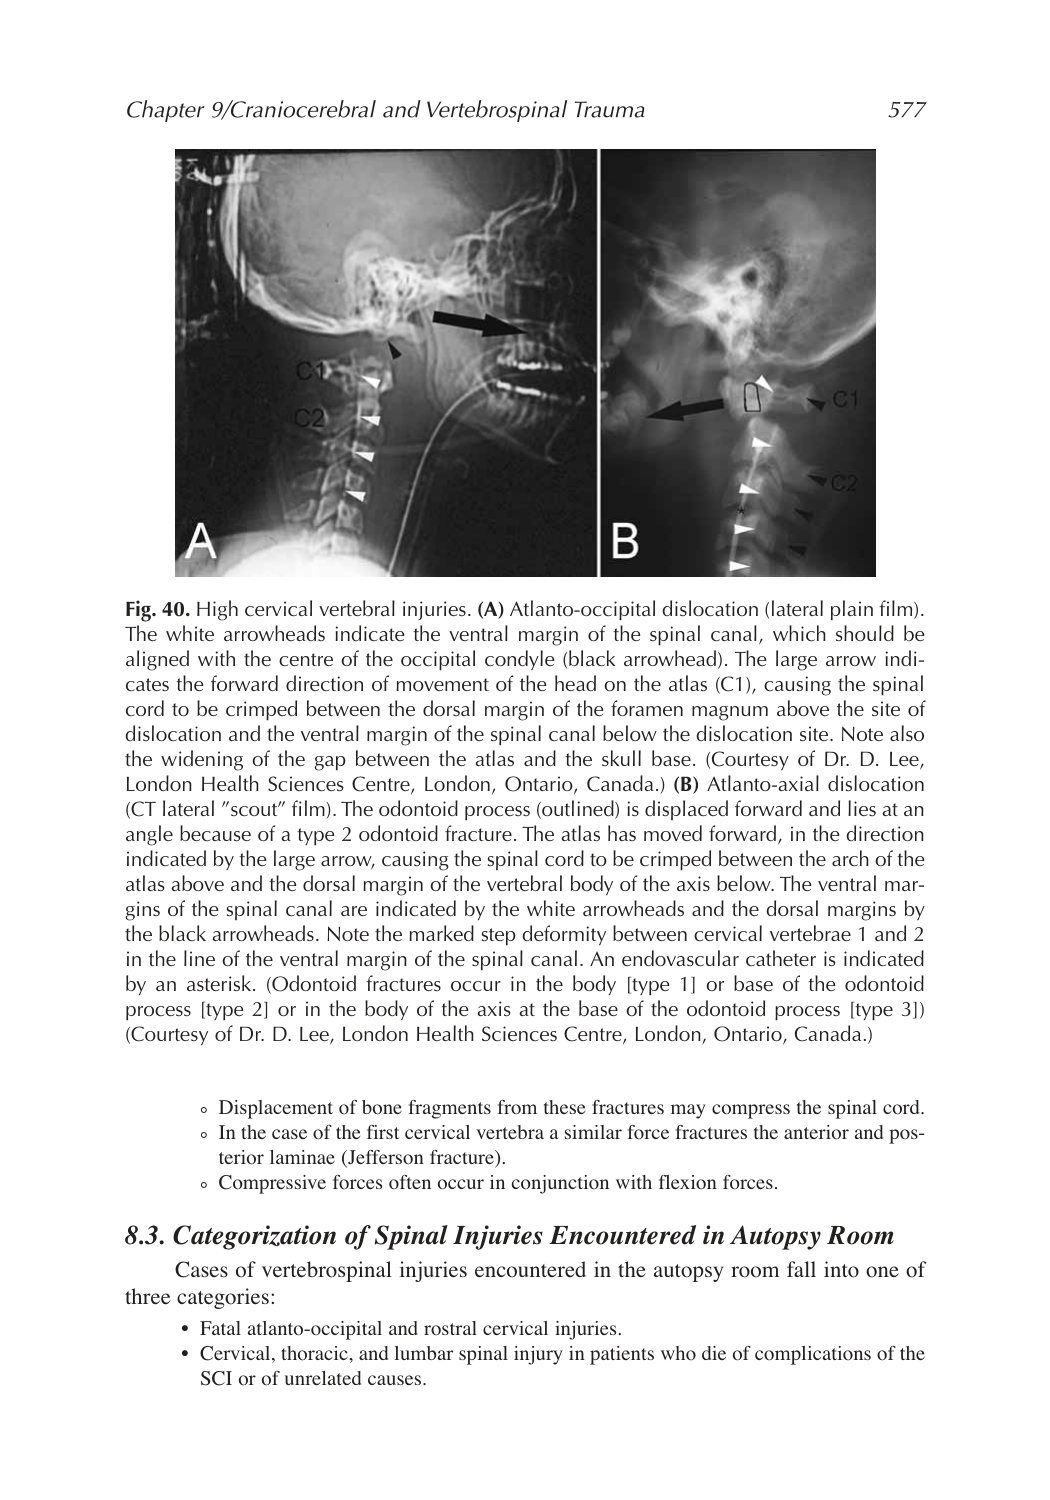 Chapter 9/Craniocerebral and Vertebrospinal Trauma 577
C1
C2
A
C1
C2
*
B
Fig. 40. High cervical vertebral injuries. (A) Atlanto-occipital dislocation (lateral plain film).
The white arrowheads indicate the ventral margin of the spinal canal, which should be
aligned with the centre of the occipital condyle (black arrowhead). The large arrow indi-
cates the forward direction of movement of the head on the atlas (C1), causing the spinal
cord to be crimped between the dorsal margin of the foramen magnum above the site of
dislocation and the ventral margin of the spinal canal below the dislocation site. Note also
the widening of the gap between the atlas and the skull base. (Courtesy of Dr. D. Lee,
London Health Sciences Centre, London, Ontario, Canada.) (B) Atlanto-axial dislocation
(CT lateral ″scout″ film). The odontoid process (outlined) is displaced forward and lies at an
angle because of a type 2 odontoid fracture. The atlas has moved forward, in the direction
indicated by the large arrow, causing the spinal cord to be crimped between the arch of the
atlas above and the dorsal margin of the vertebral body of the axis below. The ventral mar-
gins of the spinal canal are indicated by the white arrowheads and the dorsal margins by
the black arrowheads. Note the marked step deformity between cervical vertebrae 1 and 2
in the line of the ventral margin of the spinal canal. An endovascular catheter is indicated
by an asterisk. (Odontoid fractures occur in the body [type 1] or base of the odontoid
process [type 2] or in the body of the axis at the base of the odontoid process [type 3])
(Courtesy of Dr. D. Lee, London Health Sciences Centre, London, Ontario, Canada.)
∘ Displacement of bone fragments from these fractures may compress the spinal cord.
∘ In the case of the first cervical vertebra a similar force fractures the anterior and pos-
terior laminae (Jefferson fracture).
∘ Compressive forces often occur in conjunction with flexion forces.
8.3. Categorization of Spinal Injuries Encountered in Autopsy Room
Cases of vertebrospinal injuries encountered in the autopsy room fall into one of
three categories:
• Fatal atlanto-occipital and rostral cervical injuries.
• Cervical, thoracic, and lumbar spinal injury in patients who die of complications of the
SCI or of unrelated causes.